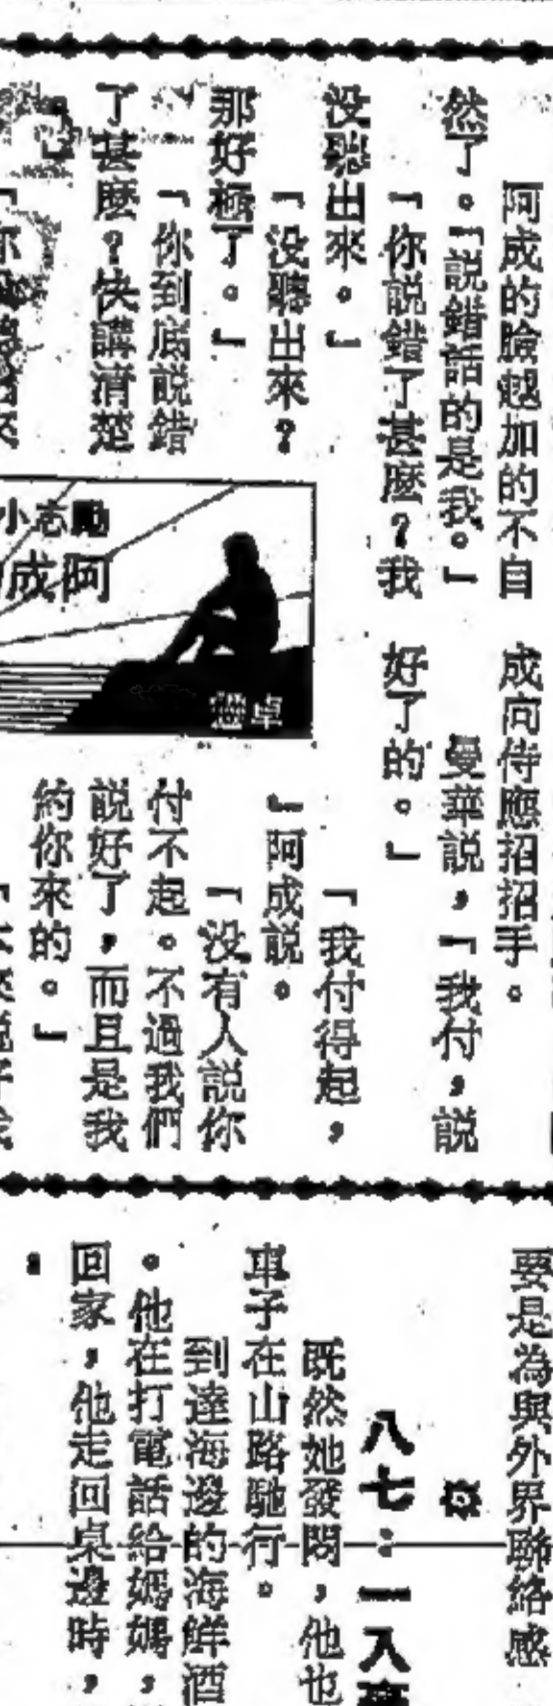 阿成的臉越加的不自
然了。「說錯話的是我。」
「你說錯了甚麼？我
没聽出來。」
「没聽出來？
那好極了。」
「你到底說錯
了甚麼？快講清楚
小志勵
成阿
卓
成向侍應招招手。
曼華說，「我付，說
好了的。」
「我付得起，
」阿成說。
「没有人說你
付不起。不過我們
說好了，而且是我
約你來的。」
要是為與外界聯絡感
八七：一入
既然她發悶，他也
車子在山路馳行。
到達海邊的海鮮酒
。他在打電話給媽媽，
回家，他走回桌邊時，
：